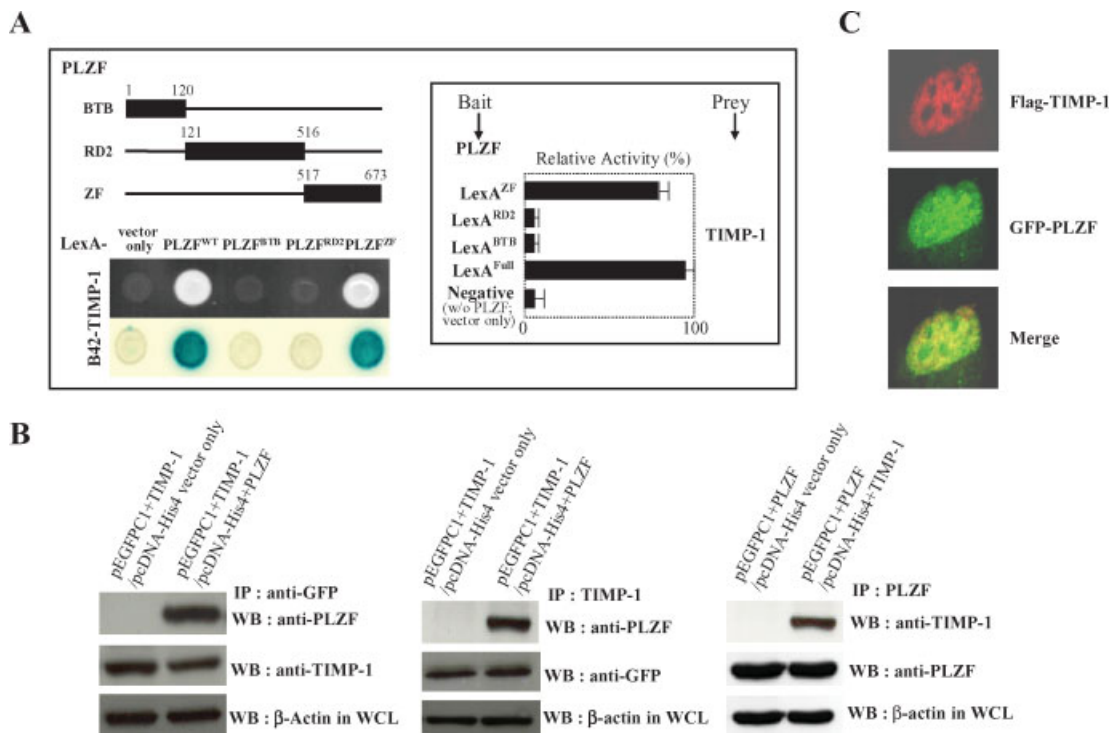 A
PLZF
1 120
BTB
121 516
RD2
517 673
ZF
LexA- vector only PLZF^WT PLZF^BTB PLZF^RD2 PLZF^ZF
B42-TIMP-1
Bait Prey
PLZF
Relative Activity (%)
LexA^ZF
LexA^RD2
LexA^BTB
LexA^Full
Negative
(w/o PLZF;
vector only)
0 100
TIMP-1
C
Flag-TIMP-1
GFP-PLZF
Merge
B
pEGFPC1+TIMP-1
/pcDNA-His4 vector only
pEGFPC1+TIMP-1
/pcDNA-His4+PLZF
IP : anti-GFP
WB : anti-PLZF
WB : anti-TIMP-1
WB : β-Actin in WCL
pEGFPC1+TIMP-1
/pcDNA-His4 vector only
pEGFPC1+TIMP-1
/pcDNA-His4+PLZF
IP : TIMP-1
WB : anti-PLZF
WB : anti-GFP
WB : β-actin in WCL
pEGFPC1+PLZF
/pcDNA-His4 vector only
pEGFPC1+PLZF
/pcDNA-His4+TIMP-1
IP : PLZF
WB : anti-TIMP-1
WB : anti-PLZF
WB : β-actin in WCL